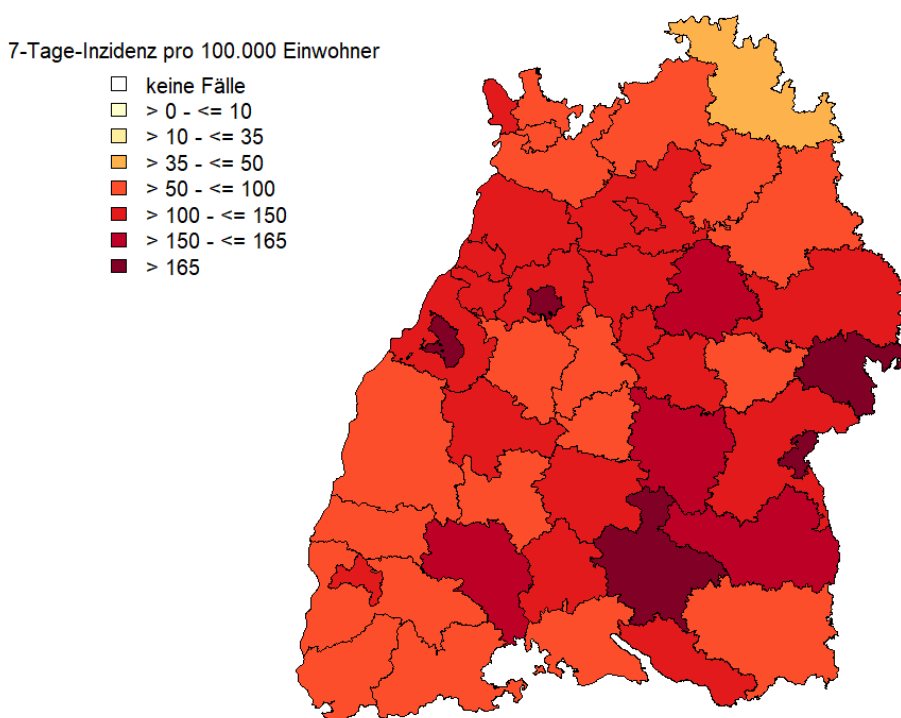 7-Tage-Inzidenz pro 100.000 Einwohner
keine Fälle
> 0 - <= 10
> 10 - <= 35
> 35 - <= 50
> 50 - <= 100
> 100 - <= 150
> 150 - <= 165
> 165